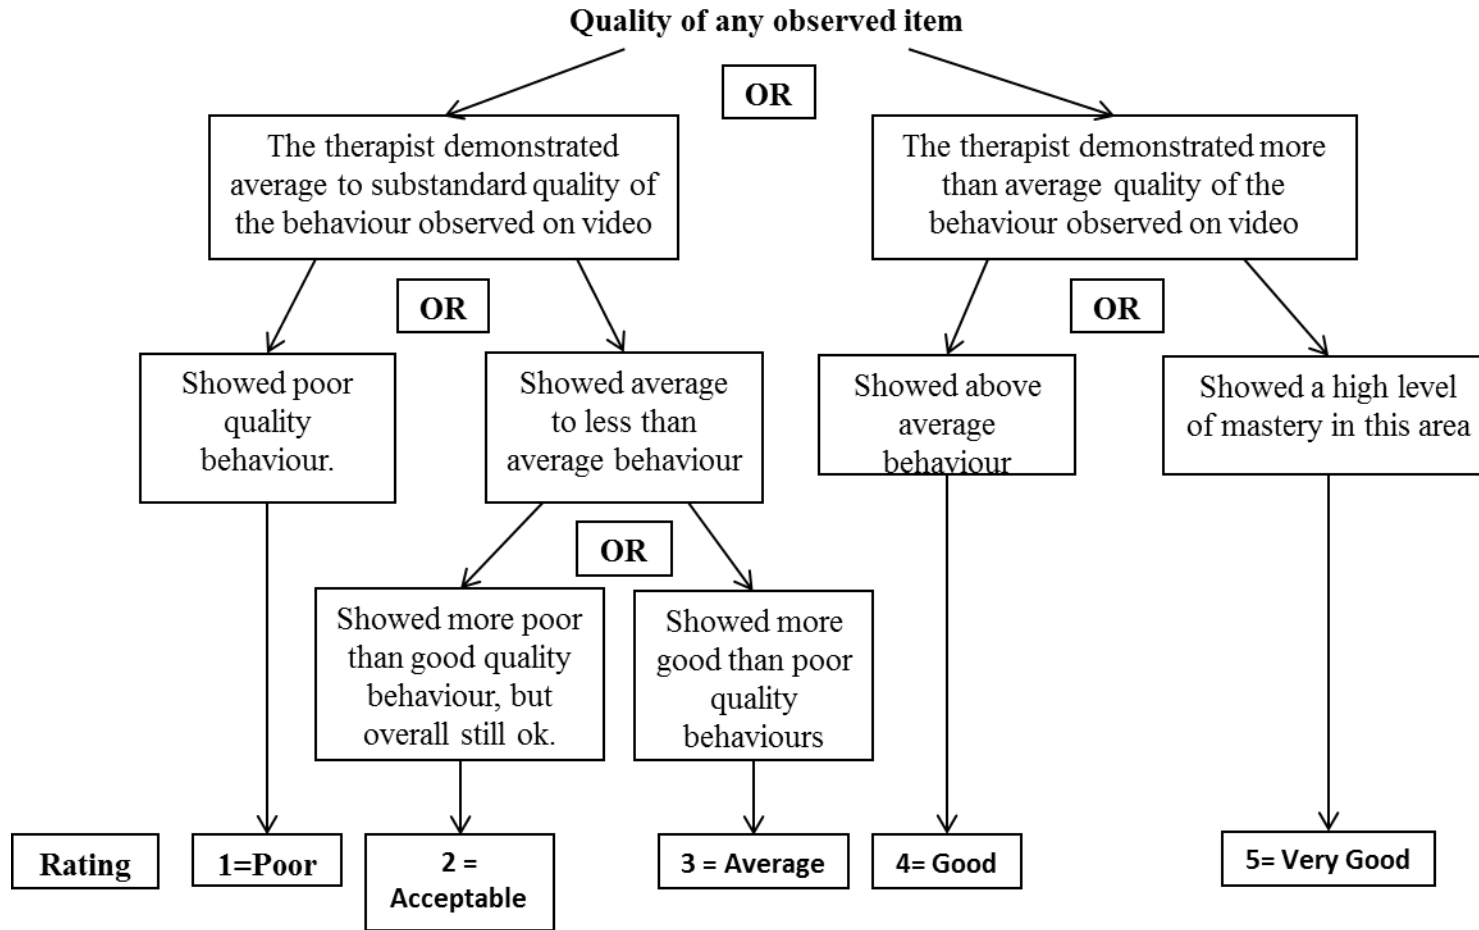 Quality of any observed item
OR
The therapist demonstrated
average to substandard quality of
the behaviour observed on video
The therapist demonstrated more
than average quality of the
behaviour observed on video
OR
OR
Showed poor
quality
behaviour.
Showed average
to less than
average behaviour
Showed above
average
behaviour
Showed a high level
of mastery in this area
OR
Showed more poor
than good quality
behaviour, but
overall still ok.
Showed more
good than poor
quality
behaviours
Rating
1=Poor
2 =
Acceptable
3 = Average
4= Good
5= Very Good